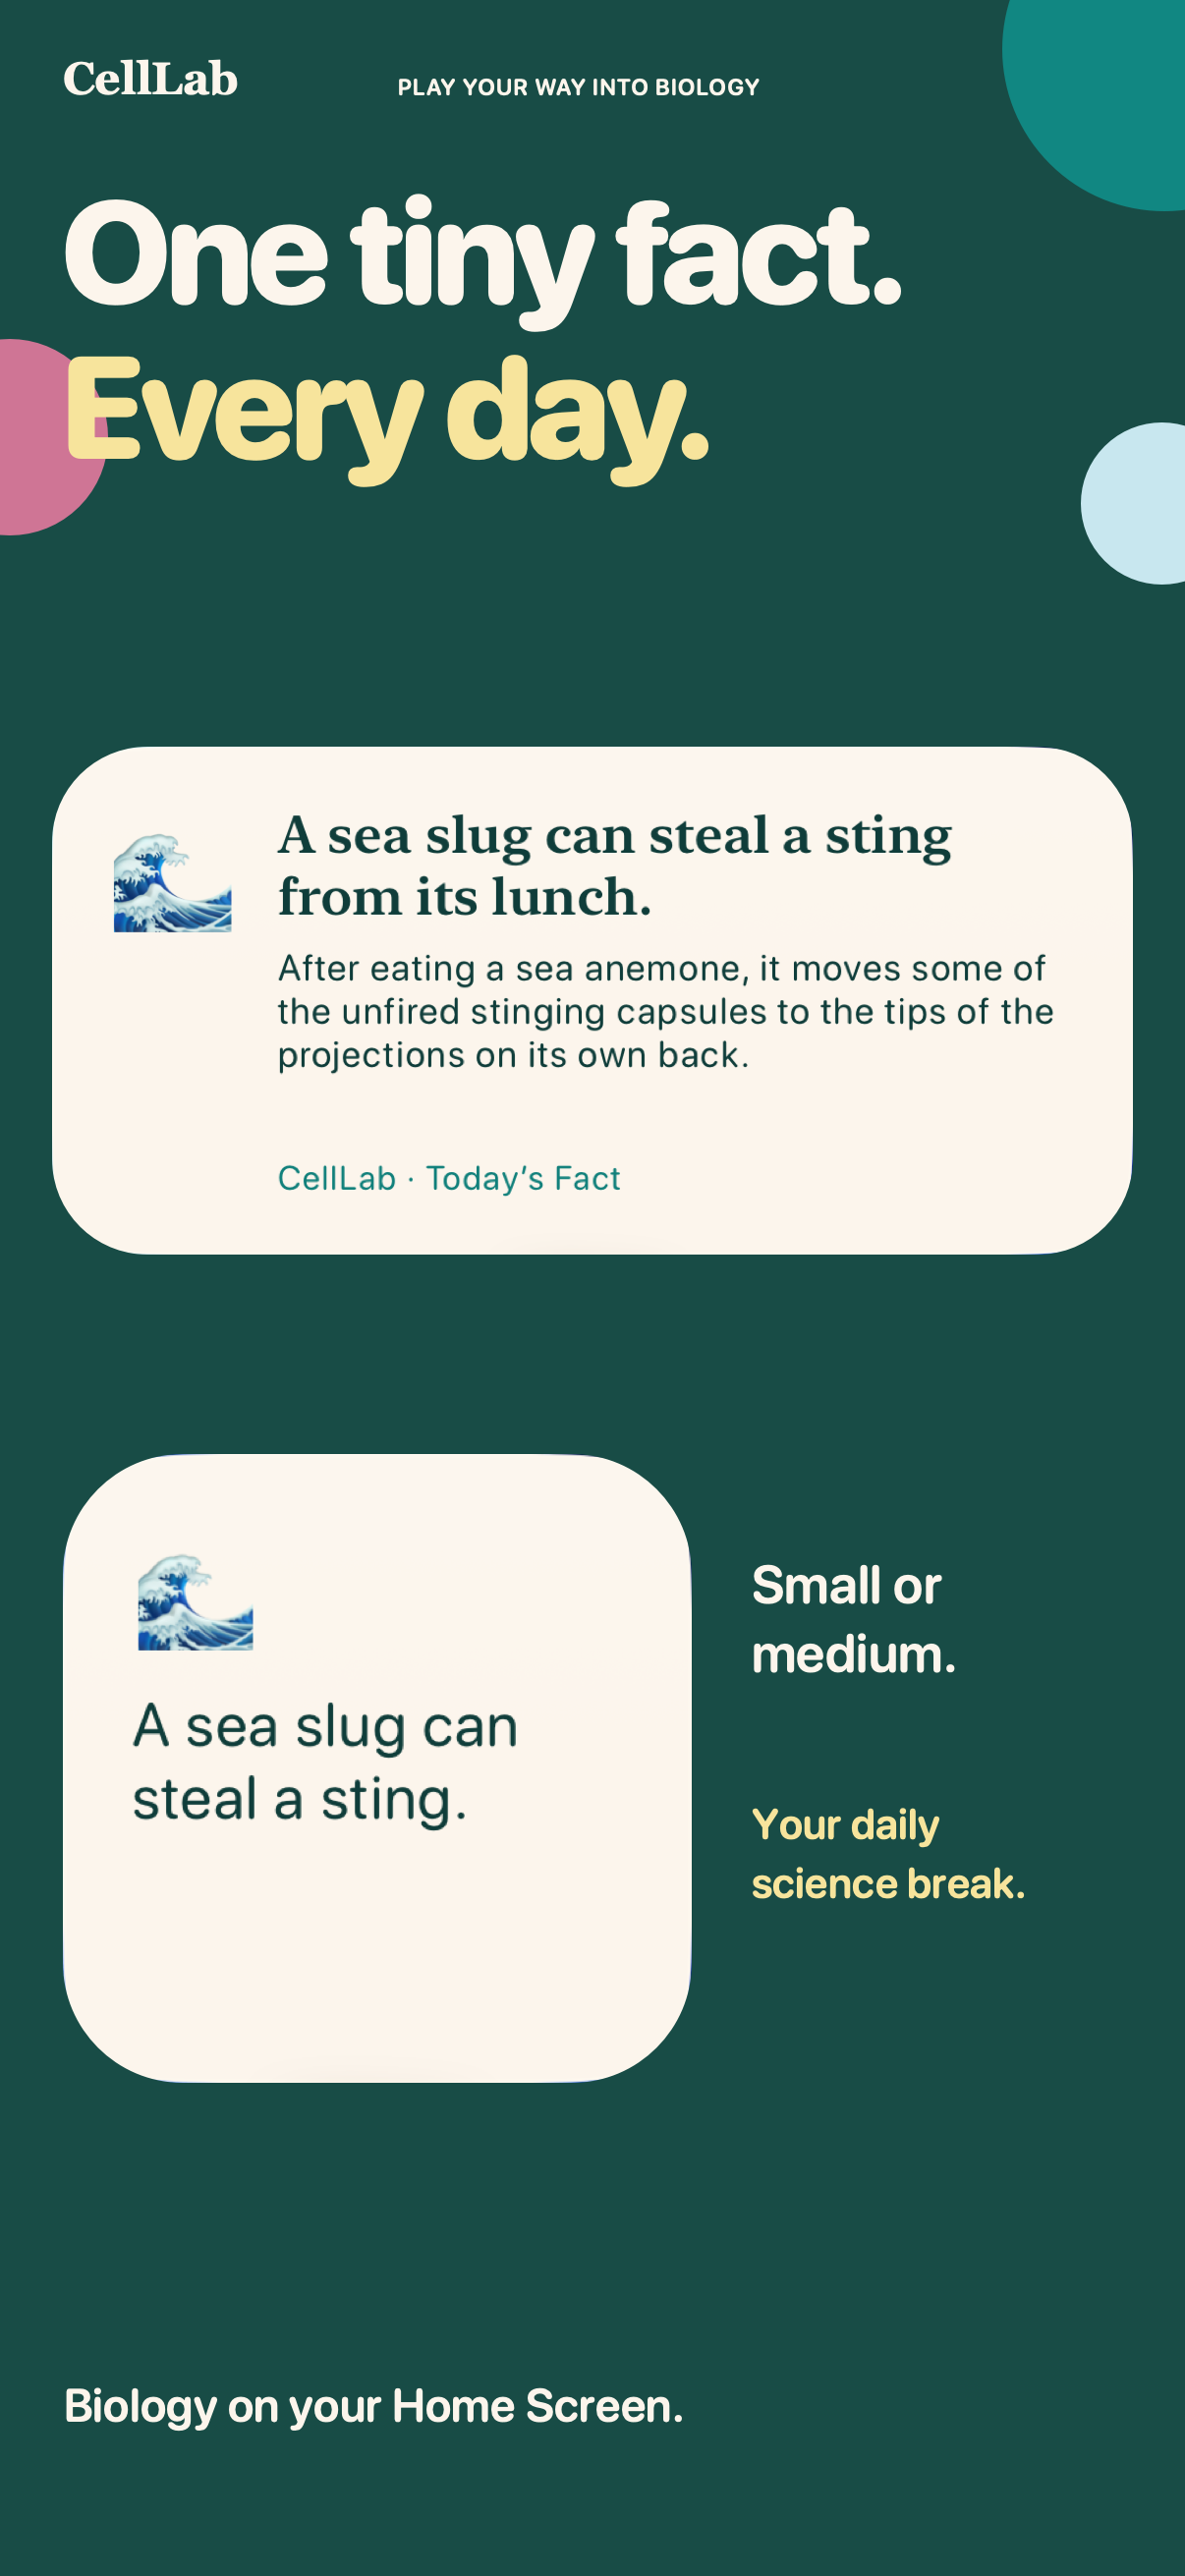 CellLab
PLAY YOUR WAY INTO BIOLOGY
One tiny fact.
Every day.
A sea slug can steal a sting
from its lunch.
After eating a sea anemone, it moves some of
the unfired stinging capsules to the tips of the
projections on its own back.
CellLab · Today’s Fact
A sea slug can
steal a sting.
Small or
medium.
Your daily
science break.
Biology on your Home Screen.